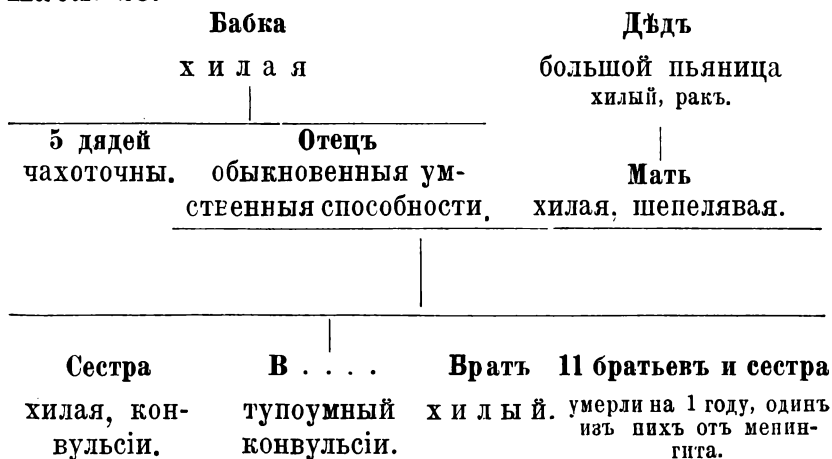 Бабка Дѣдъ
хилая большой пьяница
хилый, ракъ.
5 дядей Отецъ
чахоточны. обыкновенныя ум- Мать
ственныя способности. хилая, шепелявая.
Сестра В . . . . Братъ 11 братьевъ и сестра
хилая, кон- тупоумный хилый. умерли на 1 году, одинъ
вульсіи. конвульсіи. изъ нихъ отъ менин-
гита.